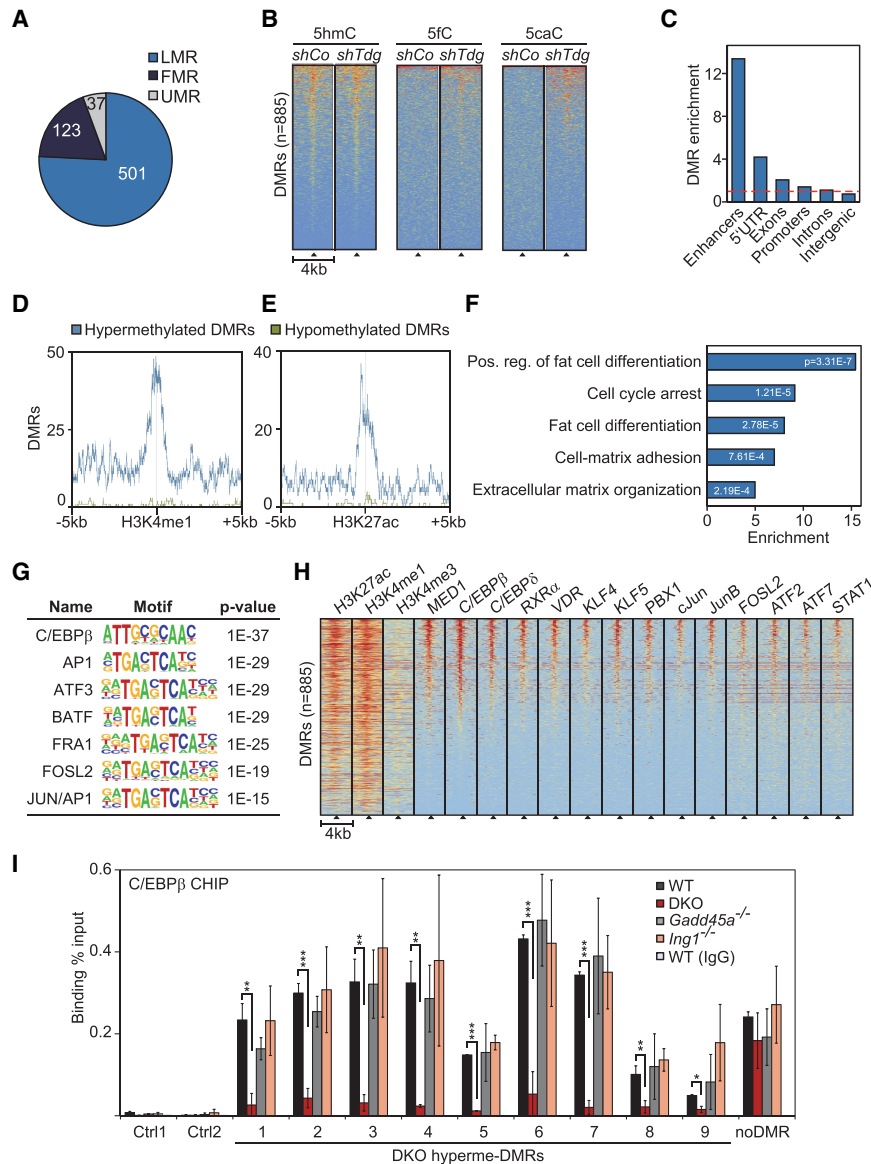 A
LMR
FMR
UMR
37
123
501
B
5hmC 5fC 5caC
shCo shTdg shCo shTdg shCo shTdg
DMRs (n=885)
4kb
C
DMR enrichment
12
8
4
0
Enhancers
5'UTR
Exons
Promoters
Introns
Intergenic
D E
Hypermethylated DMRs Hypomethylated DMRs
DMRs
50
25
0
-5kb H3K4me1 +5kb
40
20
0
-5kb H3K27ac +5kb
F
Pos. reg. of fat cell differentiation p=3.31E-7
Cell cycle arrest 1.21E-5
Fat cell differentiation 2.78E-5
Cell-matrix adhesion 7.61E-4
Extracellular matrix organization 2.19E-4
0 5 10 15
Enrichment
G
Name Motif p-value
C/EBPβ ATTGCGCAAC 1E-37
AP1 TGACTCA 1E-29
ATF3 TGACTCA 1E-29
BATF TGACTCA 1E-29
FRA1 TGACTCA 1E-25
FOSL2 TGACTCA 1E-19
JUN/AP1 TGACTCA 1E-15
H
H3K27ac
H3K4me1
H3K4me3
MED1
C/EBPβ
C/EBPδ
RXRα
VDR
KLF4
KLF5
PBX1
cJun
JunB
FOSL2
ATF2
ATF7
STAT1
DMRs (n=885)
4kb
I
C/EBPβ CHIP
Binding % input
0.6
0.4
0.2
WT
DKO
Gadd45a-/-
Ing1-/-
WT (IgG)
** *** ** ** *** *** *** ** *
Ctrl1 Ctrl2 1 2 3 4 5 6 7 8 9 noDMR
DKO hyperme-DMRs